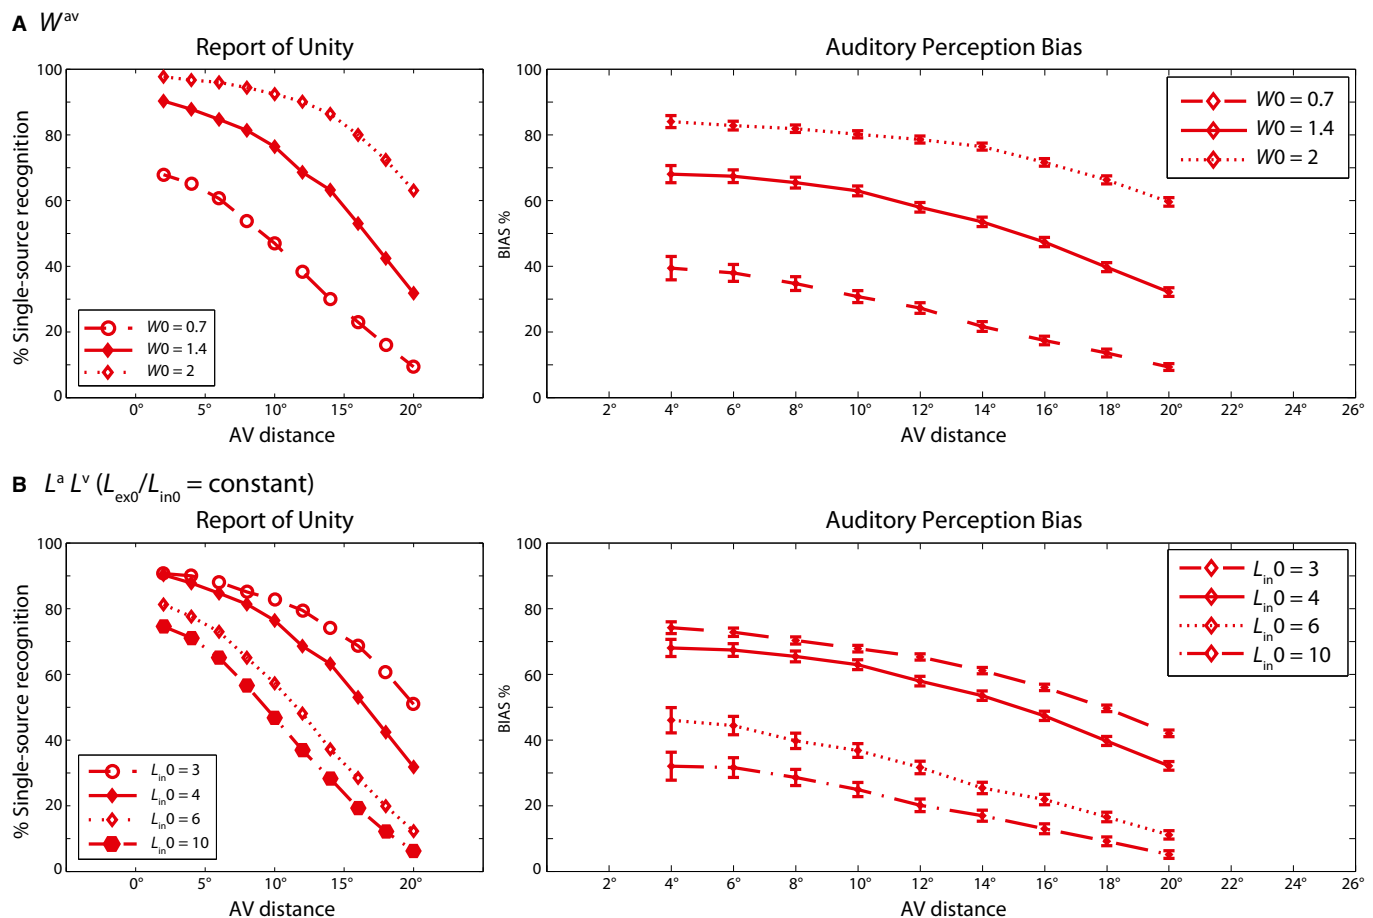 A W^av
Report of Unity
% Single-source recognition
100
80
60
40
20
0
W0 = 0.7
W0 = 1.4
W0 = 2
0° 5° 10° 15° 20°
AV distance
Auditory Perception Bias
BIAS %
100
80
60
40
20
0
W0 = 0.7
W0 = 1.4
W0 = 2
2° 4° 6° 8° 10° 12° 14° 16° 18° 20° 22° 24° 26°
AV distance
B L^a L^v (L_ex0/L_in0 = constant)
Report of Unity
% Single-source recognition
100
80
60
40
20
0
L_in0 = 3
L_in0 = 4
L_in0 = 6
L_in0 = 10
0° 5° 10° 15° 20°
AV distance
Auditory Perception Bias
BIAS %
100
80
60
40
20
0
L_in0 = 3
L_in0 = 4
L_in0 = 6
L_in0 = 10
2° 4° 6° 8° 10° 12° 14° 16° 18° 20° 22° 24° 26°
AV distance